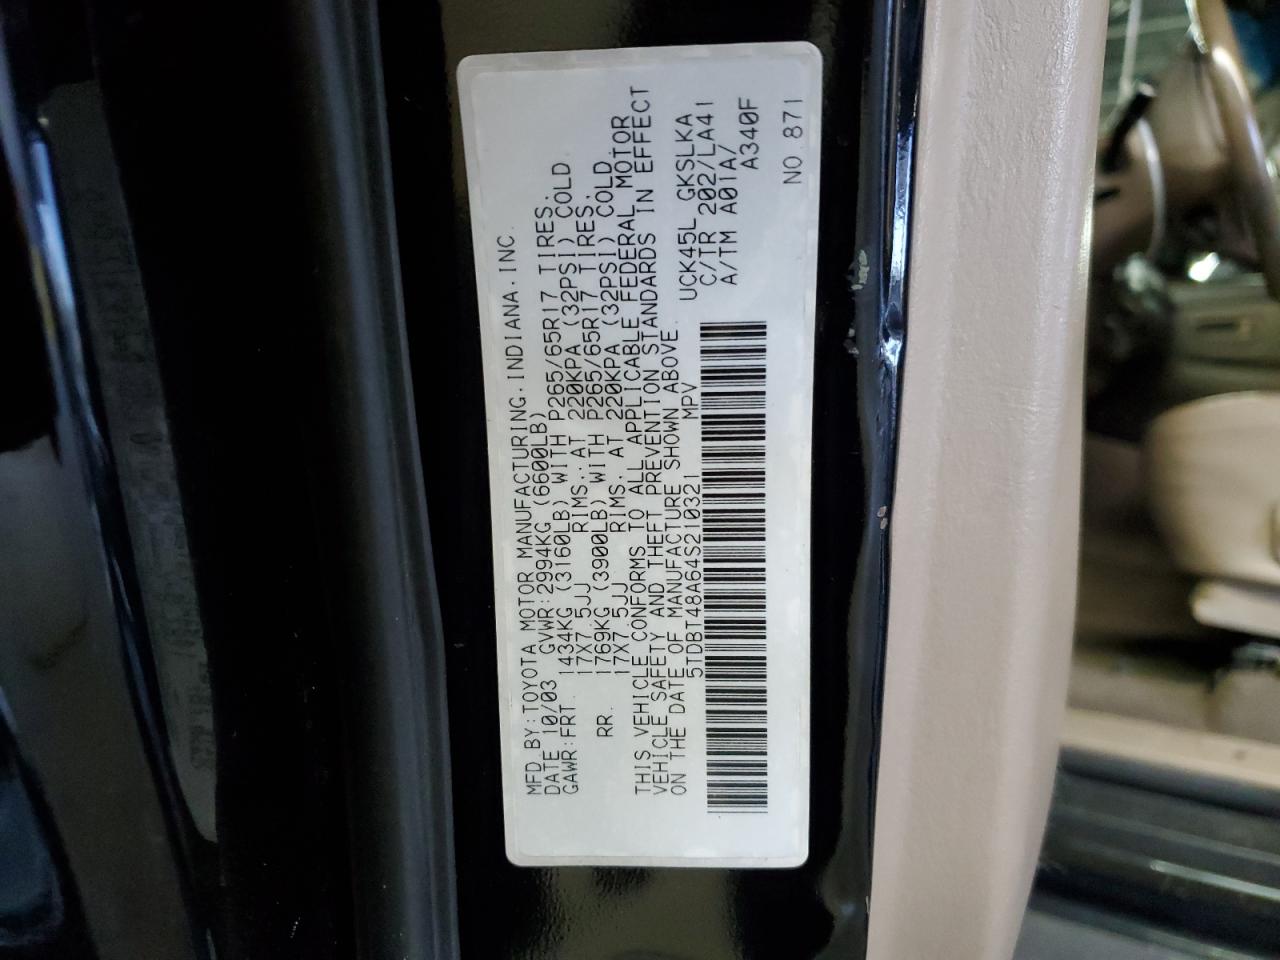 MFD BY:TOYOTA MOTOR MANUFACTURING.INDIANA.INC.
DATE 10/03 GVWR:2994KG (6600LB)
GAWR:FRT 1434KG (3160LB) WITH P265/65R17 TIRES.
17X7.5JJ RIMS. AT 220KPA (32PSI) COLD
RR. 1769KG (3900LB) WITH P265/65R17 TIRES.
17X7.5JJ RIMS. AT 220KPA (32PSI) COLD
THIS VEHICLE CONFORMS TO ALL APPLICABLE FEDERAL MOTOR
VEHICLE SAFETY AND THEFT PREVENTION STANDARDS IN EFFECT
ON THE DATE OF MANUFACTURE SHOWN ABOVE.
5TDBT48A64S210321 MPV
UCK45L GKSLKA
C/TR 202/LA41
A/TM A01A/
A340F
NO 871